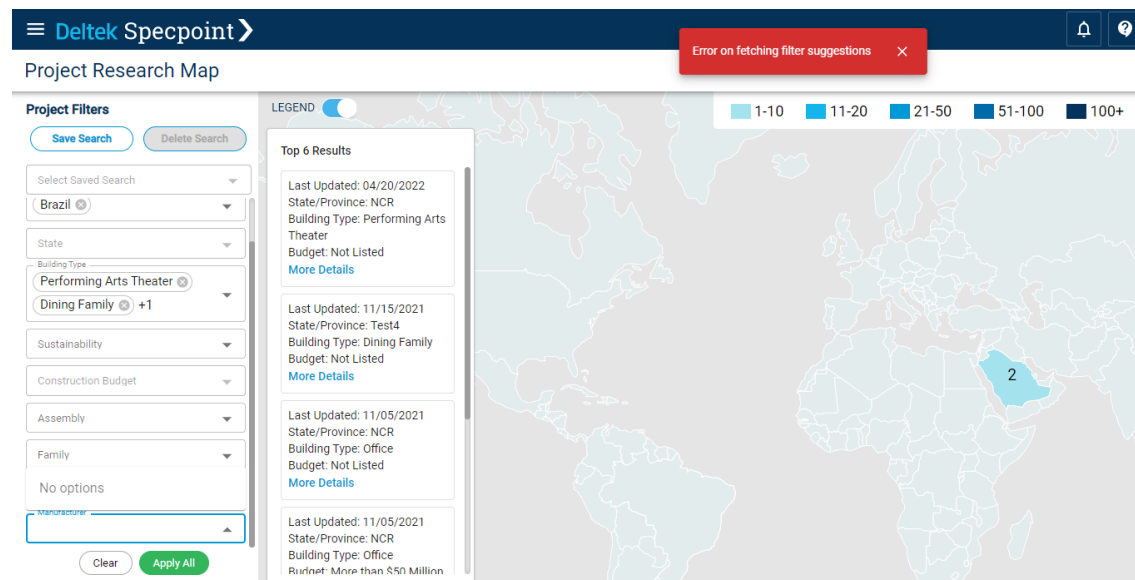 Deltek Specpoint
Error on fetching filter suggestions
Project Research Map
Project Filters
Save Search
Delete Search
Select Saved Search
Brazil
State
Building Type
Performing Arts Theater
Dining Family +1
Sustainability
Construction Budget
Assembly
Family
No options
Manufacturer
Clear
Apply All
LEGEND
1-10
11-20
21-50
51-100
100+
Top 6 Results
Last Updated: 04/20/2022
State/Province: NCR
Building Type: Performing Arts
Theater
Budget: Not Listed
More Details
Last Updated: 11/15/2021
State/Province: Test4
Building Type: Dining Family
Budget: Not Listed
More Details
Last Updated: 11/05/2021
State/Province: NCR
Building Type: Office
Budget: Not Listed
More Details
Last Updated: 11/05/2021
State/Province: NCR
Building Type: Office
Budget: More than $50 Million
2